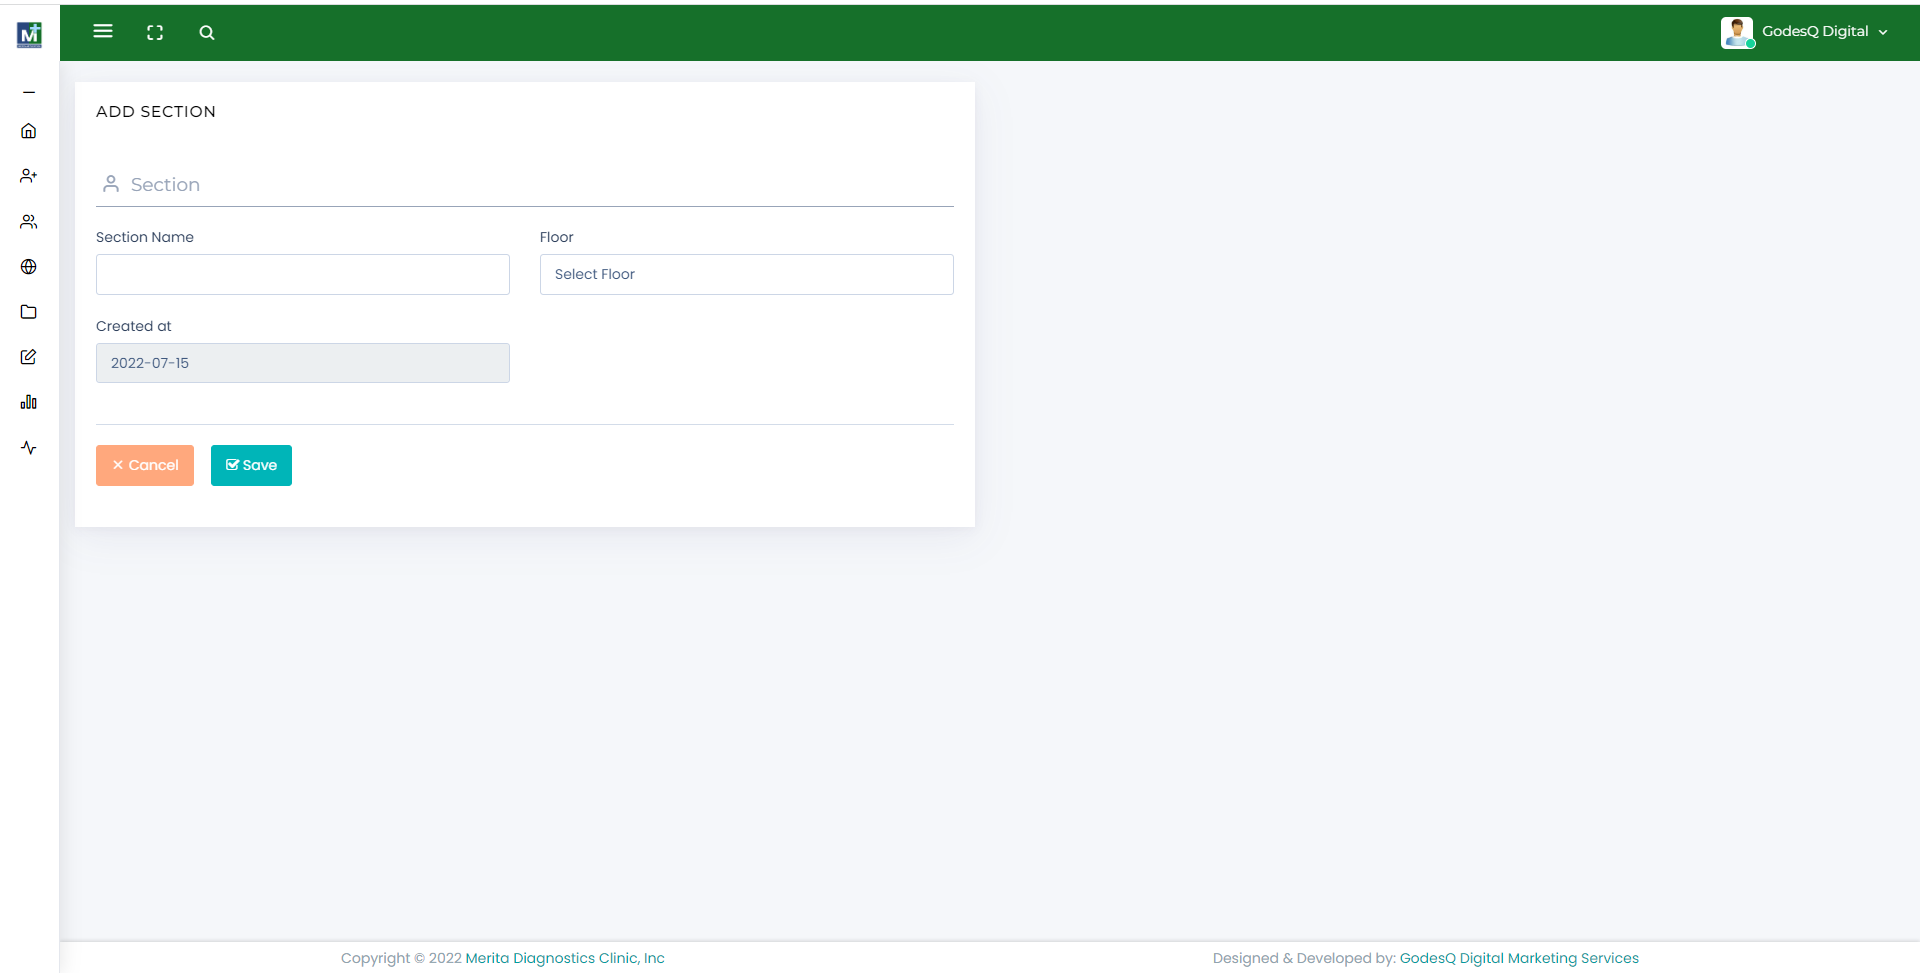 M
GodesQ Digital
ADD SECTION
Section
Section Name
Floor
Select Floor
Created at
2022-07-15
Cancel
Save
Copyright © 2022 Merita Diagnostics Clinic, Inc
Designed & Developed by: GodesQ Digital Marketing Services